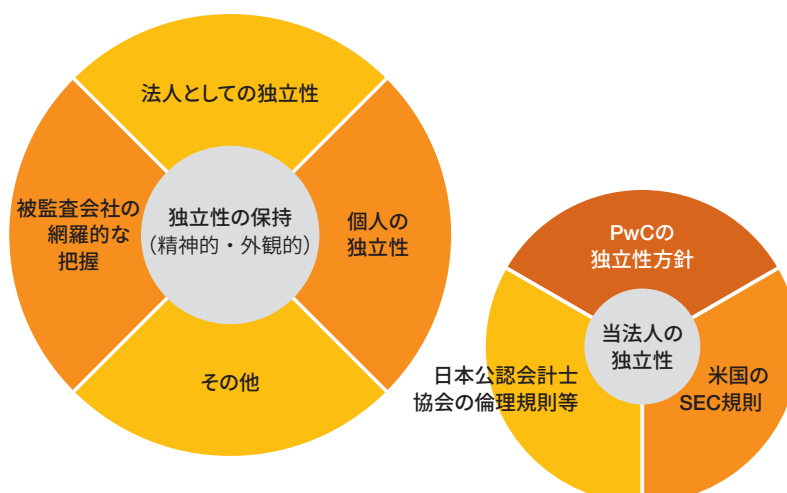 法人としての独立性
被監査会社の
網羅的な
把握
独立性の保持
(精神的・外観的)
個人の
独立性
その他
PwCの
独立性方針
当法人の
独立性
日本公認会計士
協会の倫理規則等
米国の
SEC規則